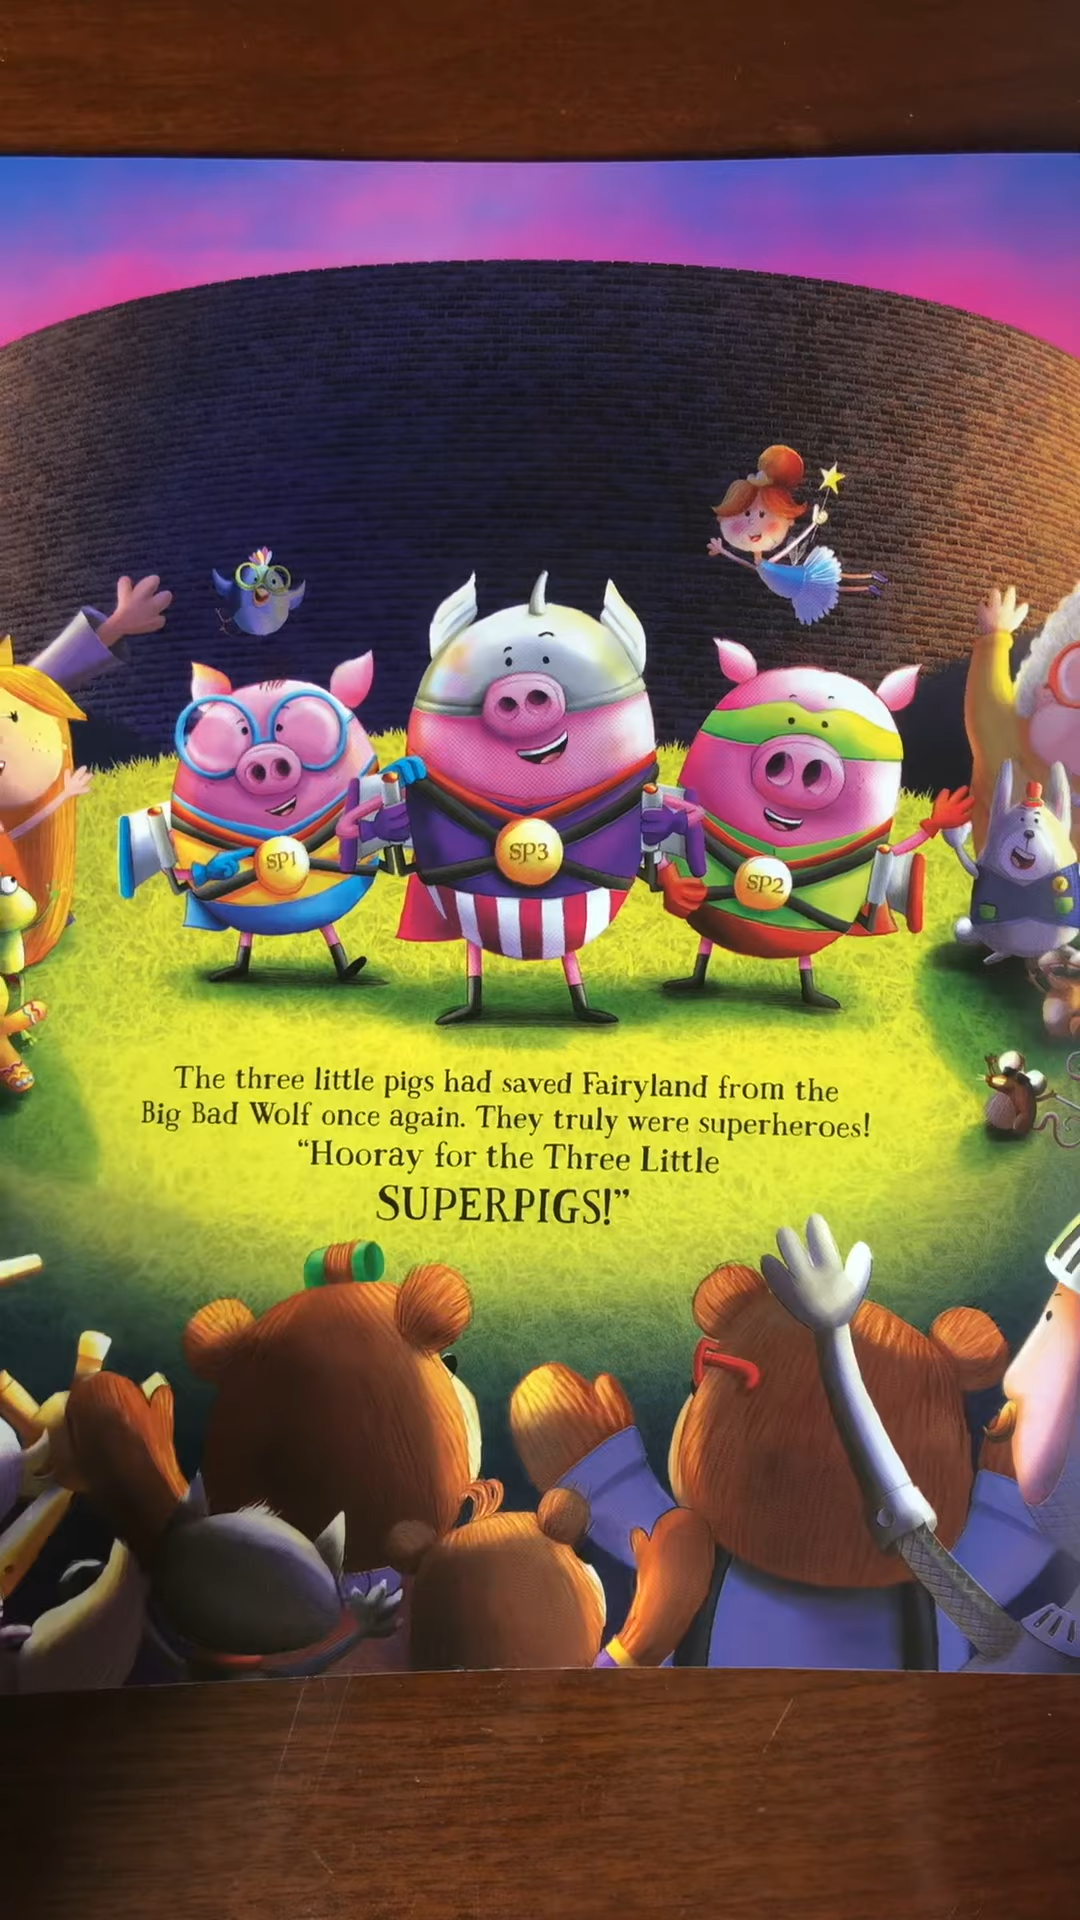 SP1
SP3
SP2
The three little pigs had saved Fairyland from the
Big Bad Wolf once again. They truly were superheroes!
“Hooray for the Three Little
SUPERPIGS!”